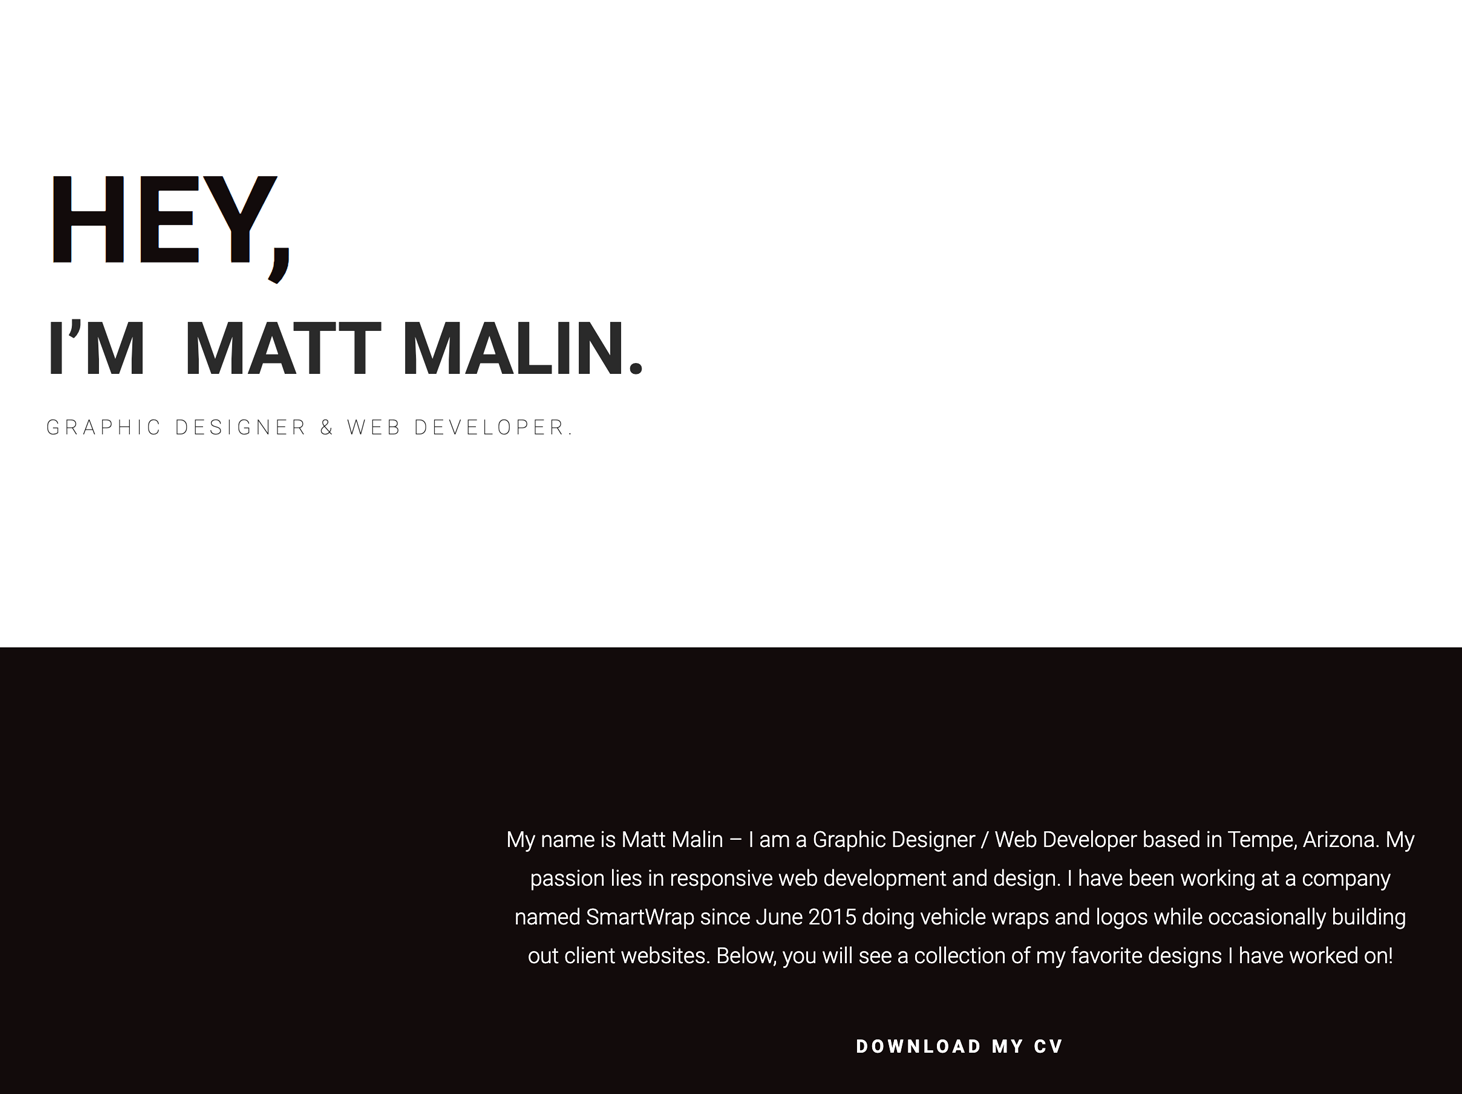 HEY,
I’M  MATT MALIN.
GRAPHIC DESIGNER & WEB DEVELOPER.
My name is Matt Malin – I am a Graphic Designer / Web Developer based in Tempe, Arizona. My
passion lies in responsive web development and design. I have been working at a company
named SmartWrap since June 2015 doing vehicle wraps and logos while occasionally building
out client websites. Below, you will see a collection of my favorite designs I have worked on!
DOWNLOAD MY CV